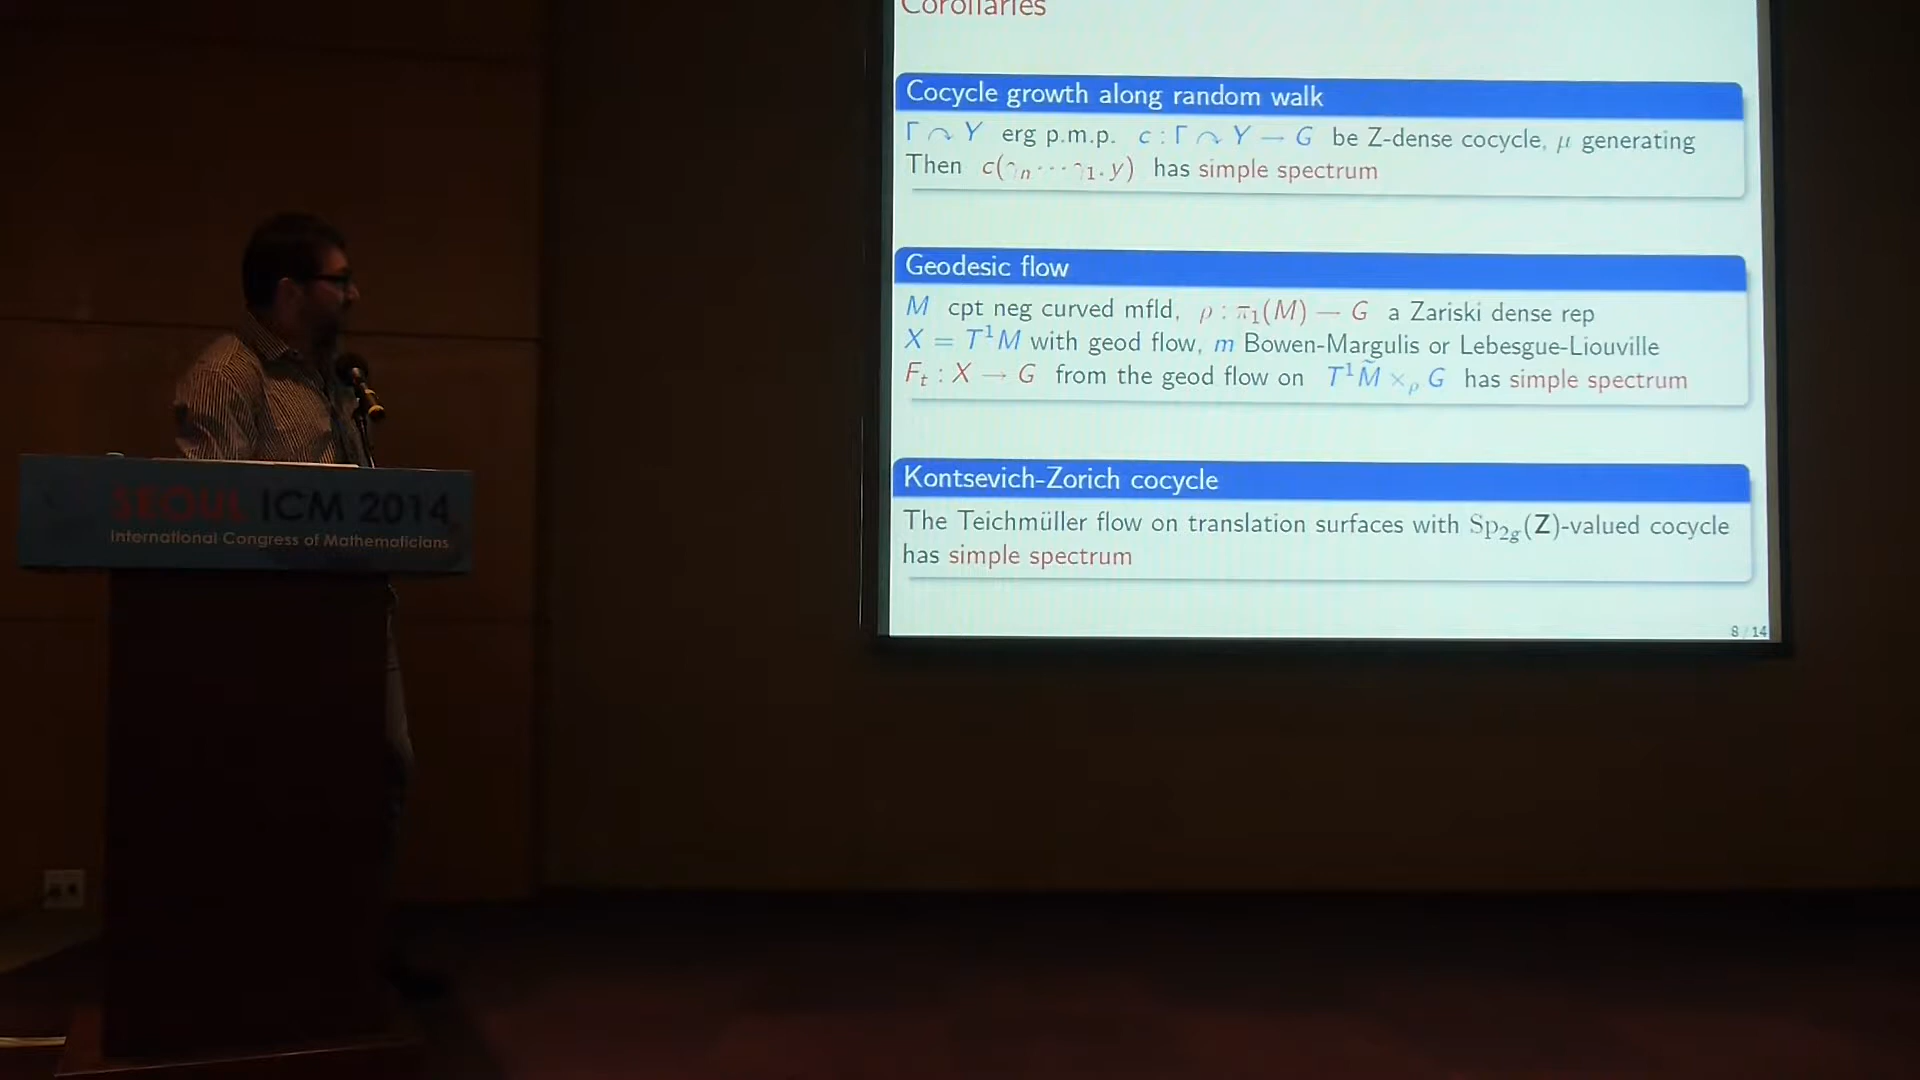 Corollaries
Cocycle growth along random walk
Γ ↷ Y erg p.m.p. c : Γ ↷ Y → G be Z-dense cocycle, μ generating
Then c(γₙ ··· γ₁, y) has simple spectrum
Geodesic flow
M cpt neg curved mfld, ρ : π₁(M) → G a Zariski dense rep
X = T¹M with geod flow, m Bowen-Margulis or Lebesgue-Liouville
Fₜ : X → G from the geod flow on T¹M̃ ×ᵨ G has simple spectrum
Kontsevich-Zorich cocycle
The Teichmüller flow on translation surfaces with Sp₂g(Z)-valued cocycle
has simple spectrum
8 / 14
SEOUL ICM 2014
International Congress of Mathematicians